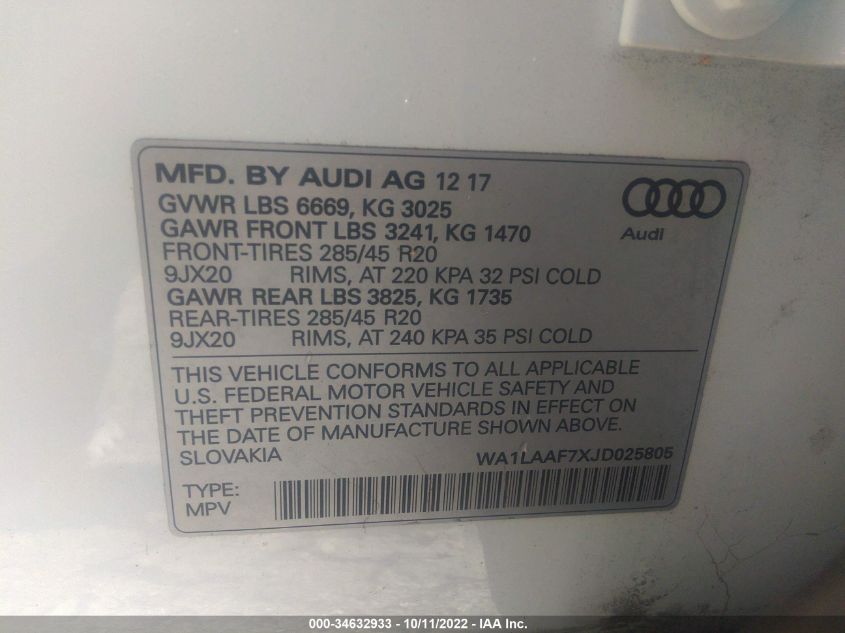 MFD. BY AUDI AG 12 17
GVWR LBS 6669, KG 3025
GAWR FRONT LBS 3241, KG 1470
FRONT-TIRES 285/45 R20
9JX20 RIMS, AT 220 KPA 32 PSI COLD
GAWR REAR LBS 3825, KG 1735
REAR-TIRES 285/45 R20
9JX20 RIMS, AT 240 KPA 35 PSI COLD
Audi
THIS VEHICLE CONFORMS TO ALL APPLICABLE
U.S. FEDERAL MOTOR VEHICLE SAFETY AND
THEFT PREVENTION STANDARDS IN EFFECT ON
THE DATE OF MANUFACTURE SHOWN ABOVE.
SLOVAKIA WA1LAAF7XJD025805
TYPE:
MPV
000-34632933 - 10/11/2022 - IAA Inc.